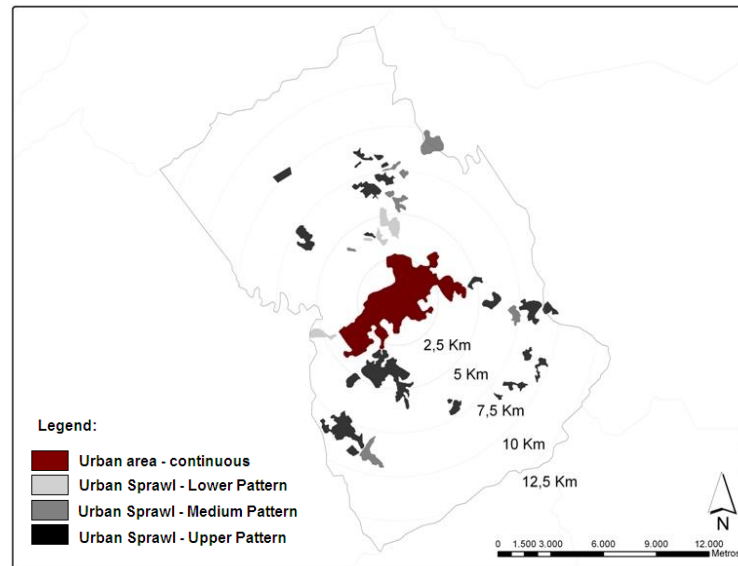 2,5 Km
5 Km
7,5 Km
10 Km
12,5 Km
Legend:
Urban area - continuous
Urban Sprawl - Lower Pattern
Urban Sprawl - Medium Pattern
Urban Sprawl - Upper Pattern
N
0 1.500 3.000 6.000 9.000 12.000
Metros